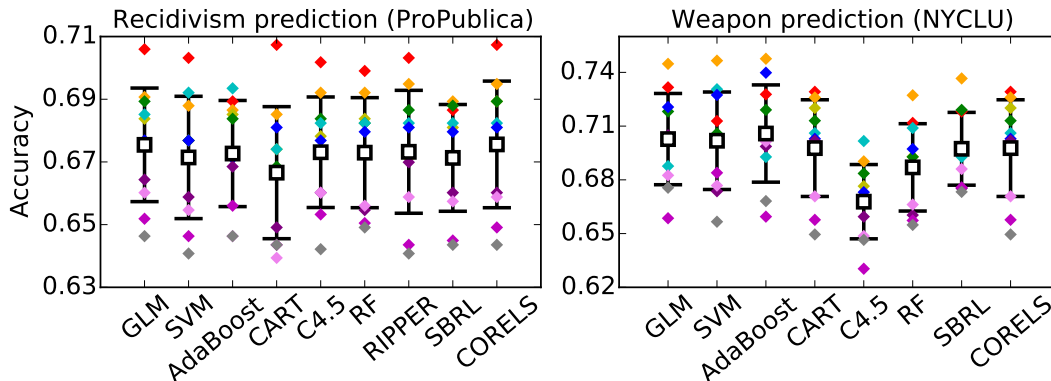 Recidivism prediction (ProPublica)
Accuracy
0.71
0.69
0.67
0.65
0.63
GLM
SVM
AdaBoost
CART
C4.5
RF
RIPPER
SBRL
CORELS
Weapon prediction (NYCLU)
0.74
0.71
0.68
0.65
0.62
GLM
SVM
AdaBoost
CART
C4.5
RF
SBRL
CORELS